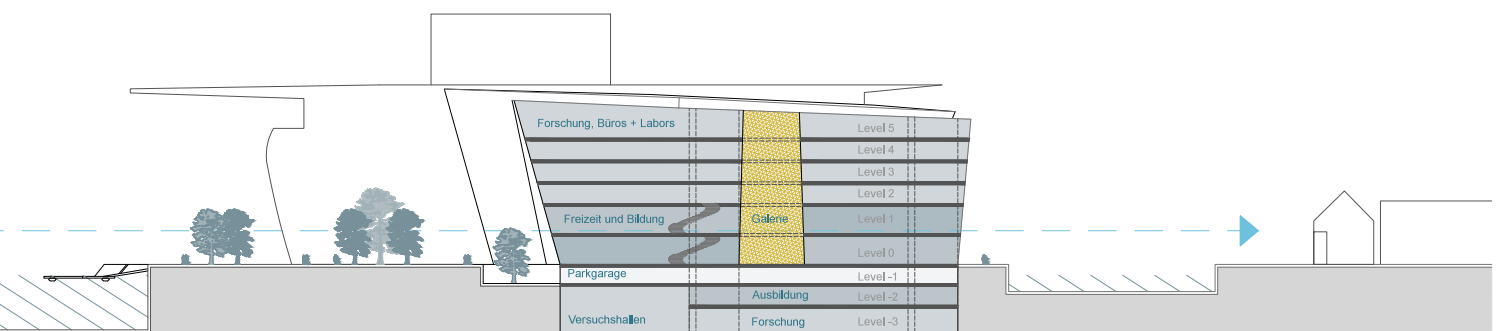 Forschung, Büros + Labors
Level 5
Level 4
Level 3
Level 2
Freizeit und Bildung
Galerie
Level 1
Level 0
Parkgarage
Level -1
Ausbildung
Level -2
Versuchshallen
Forschung
Level -3